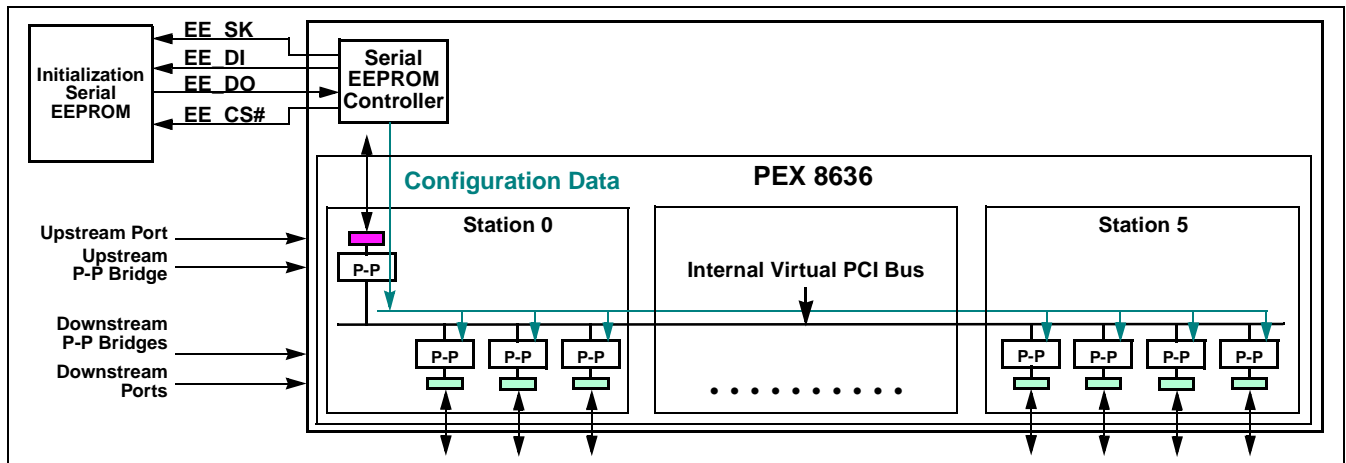 EE_SK
EE_DI
EE_DO
EE_CS#
Initialization
Serial
EEPROM
Serial
EEPROM
Controller
Configuration Data
PEX 8636
Station 0
Station 5
Upstream Port
Upstream
P-P Bridge
P-P
Internal Virtual PCI Bus
Downstream
P-P Bridges
Downstream
Ports
P-P P-P P-P P-P P-P P-P P-P